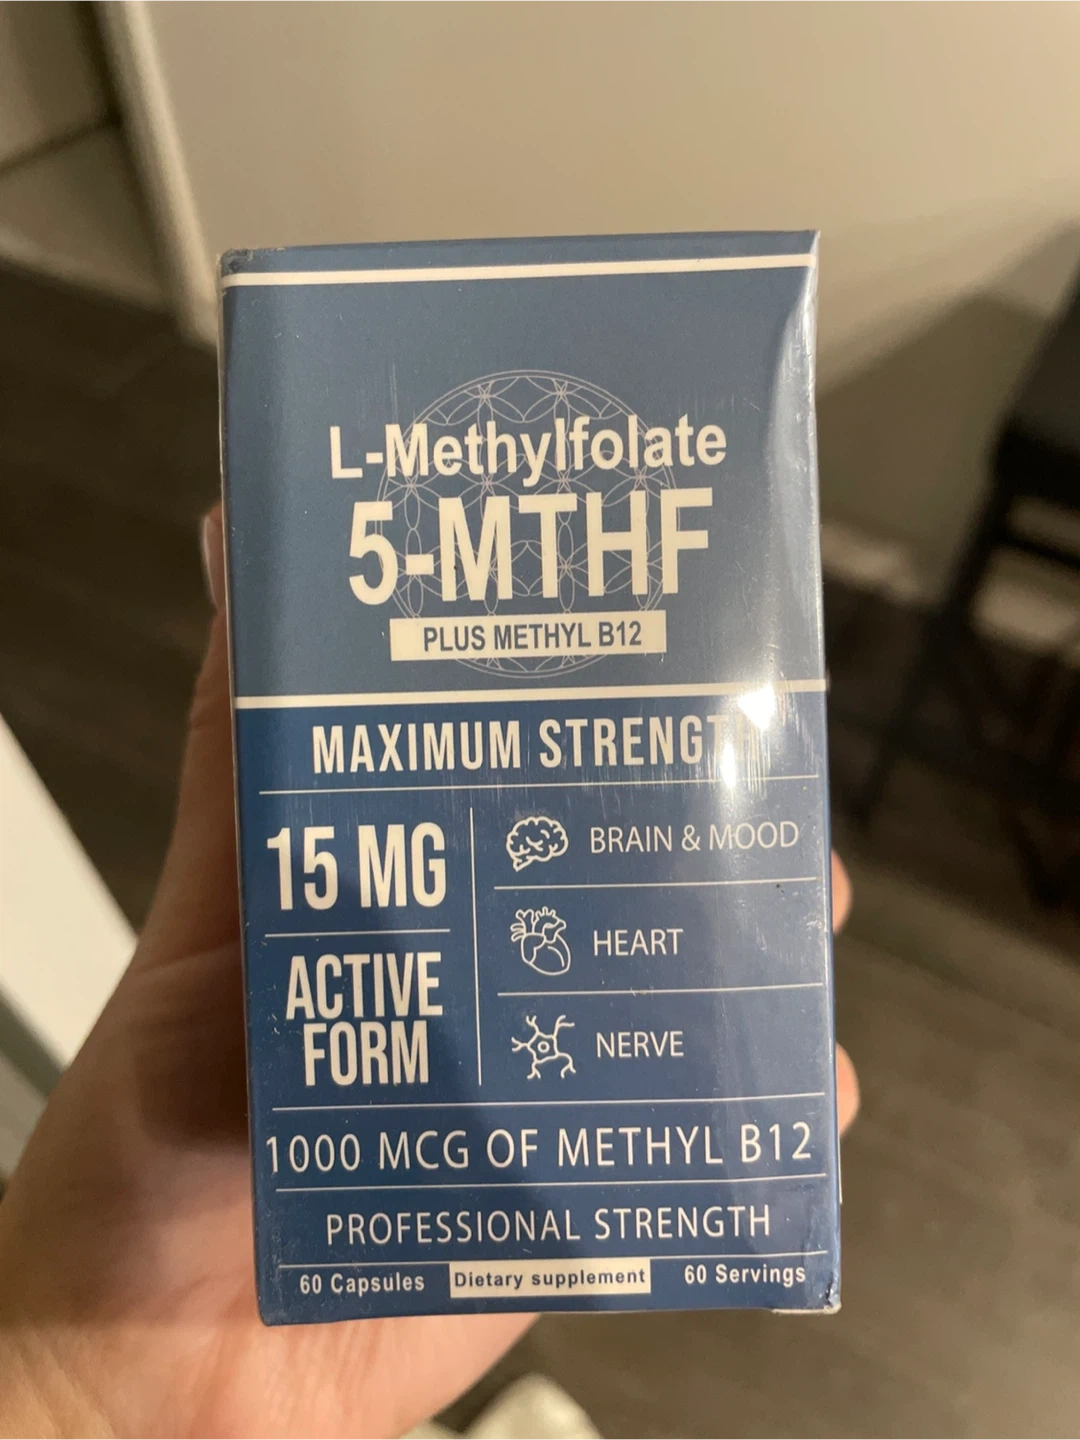 L-Methylfolate
5-MTHF
PLUS METHYL B12
MAXIMUM STRENGTH
15 MG
ACTIVE
FORM
BRAIN & MOOD
HEART
NERVE
1000 MCG OF METHYL B12
PROFESSIONAL STRENGTH
60 Capsules Dietary supplement 60 Servings